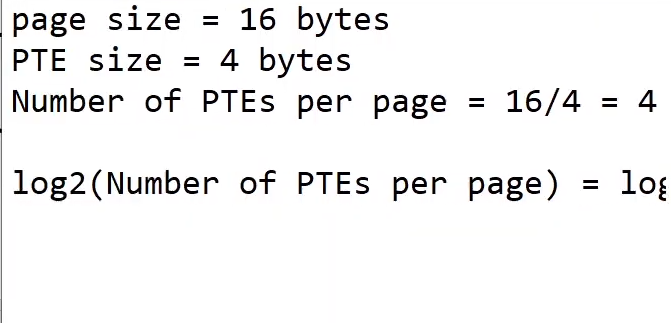 page size = 16 bytes
PTE size = 4 bytes
Number of PTEs per page = 16/4 = 4
log2(Number of PTEs per page) = log